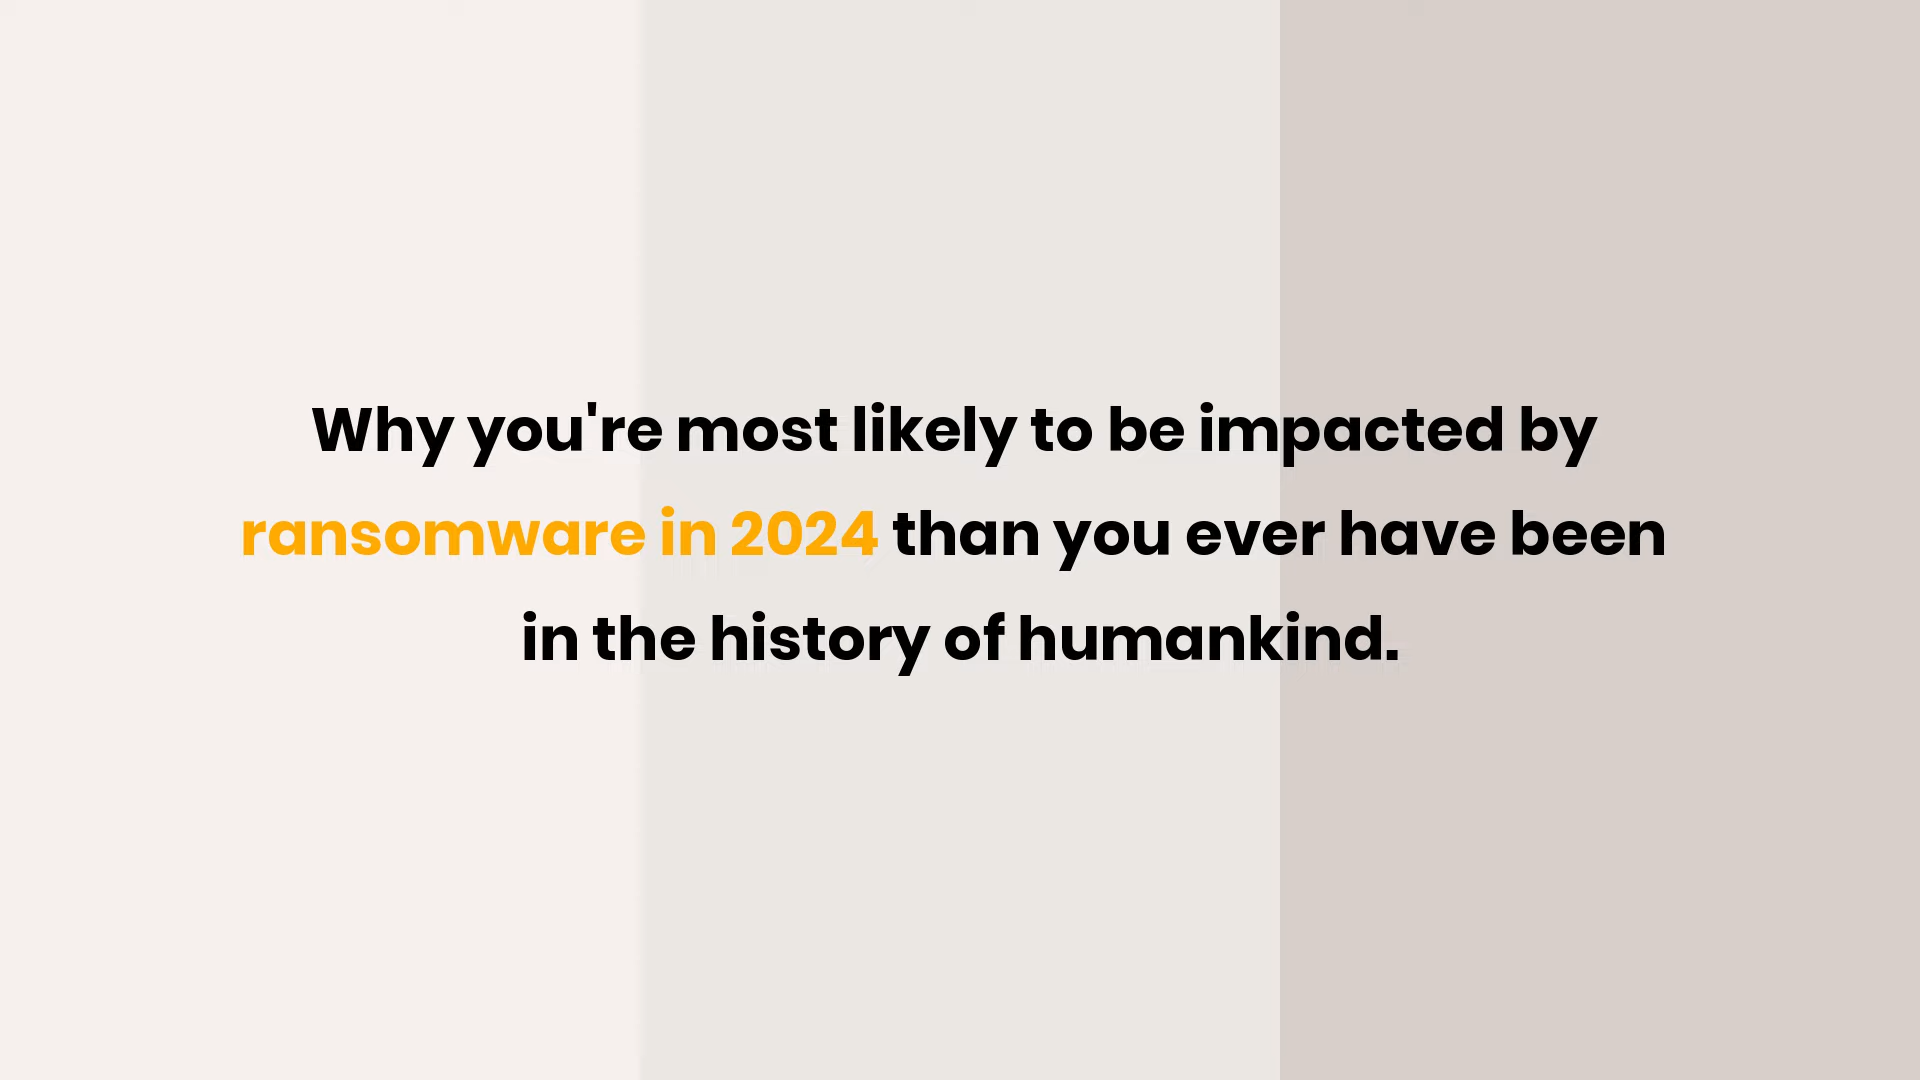 Why you're most likely to be impacted by
ransomware in 2024 than you ever have been
in the history of humankind.